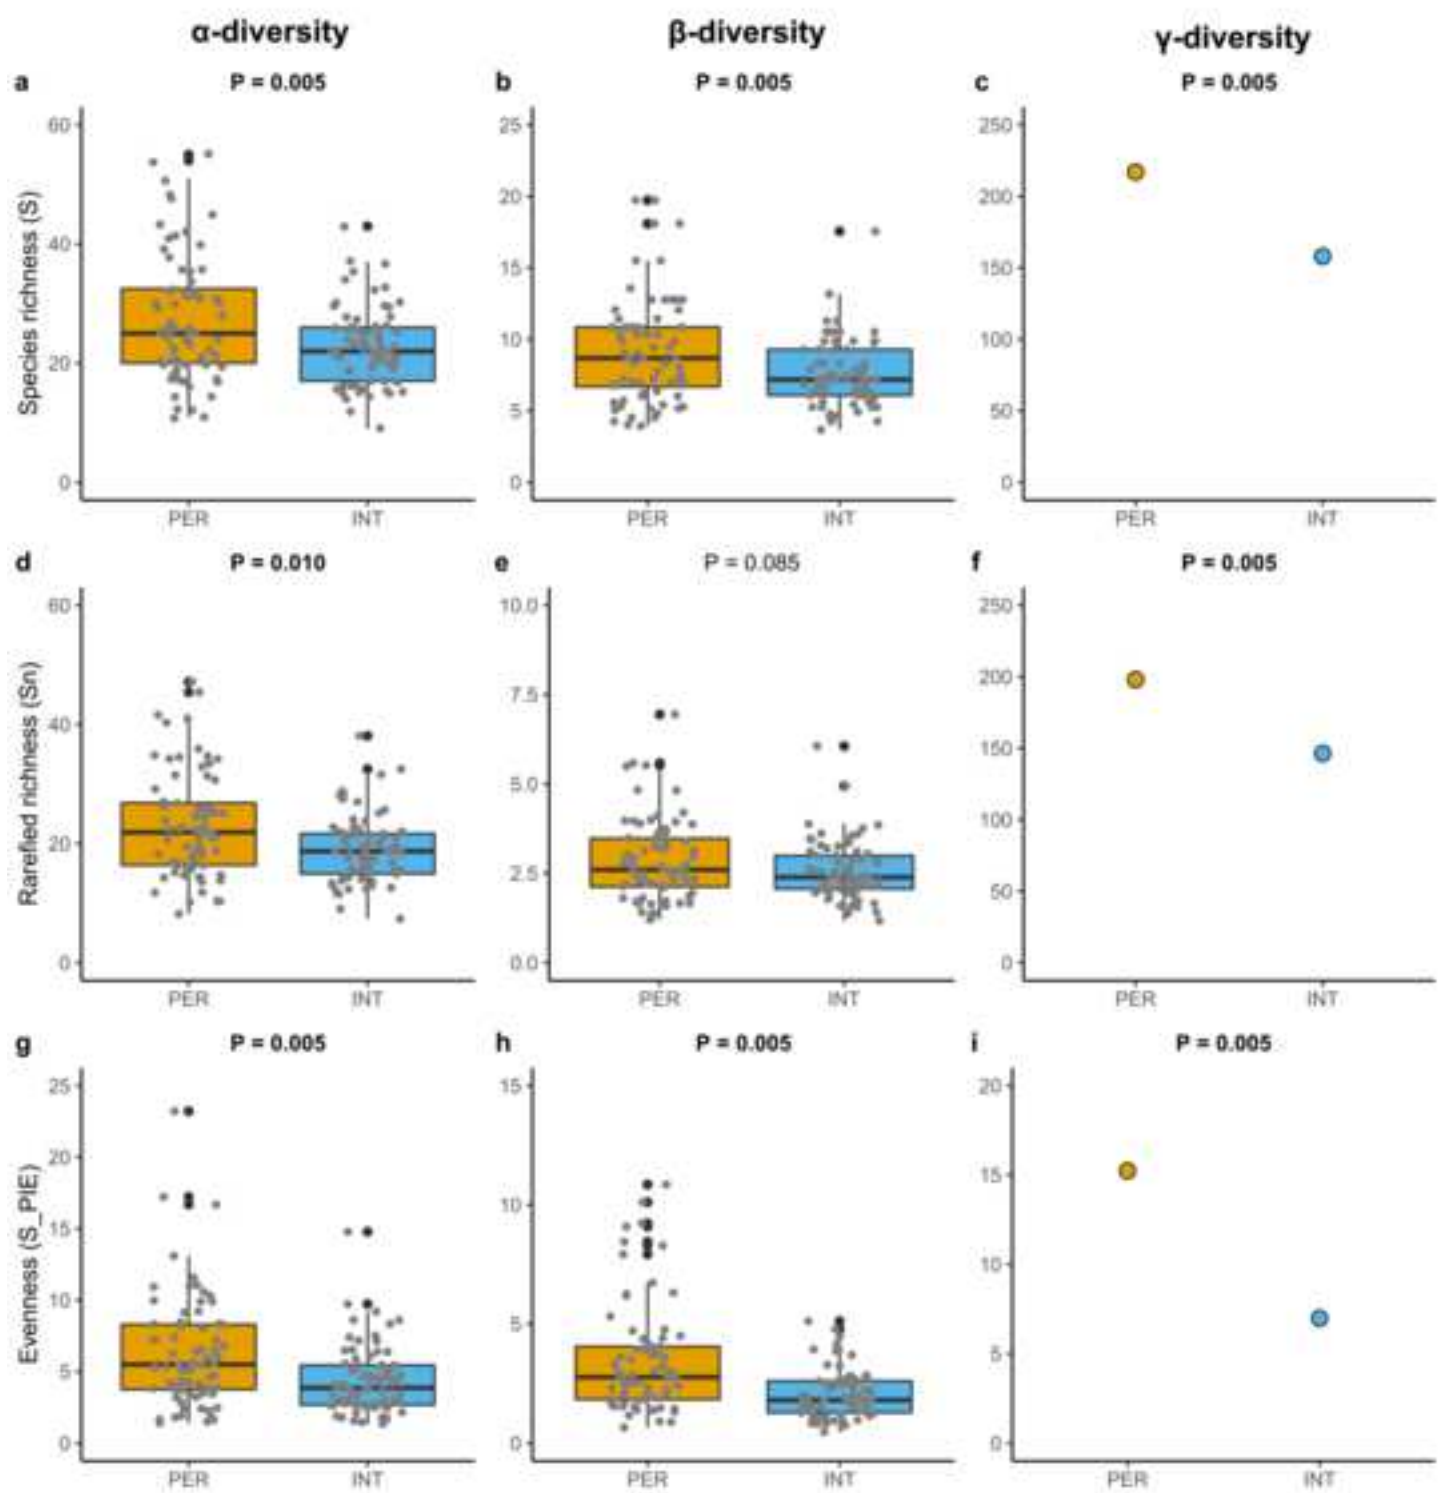 α-diversity β-diversity γ-diversity
a P = 0.005 b P = 0.005 c P = 0.005
Species richness (S)
60
40
20
0
PER INT
25
20
15
10
5
0
PER INT
250
200
150
100
50
0
PER INT
d P = 0.010 e P = 0.085 f P = 0.005
Rarefied richness (Sn)
60
40
20
0
PER INT
10.0
7.5
5.0
2.5
0.0
PER INT
250
200
150
100
50
0
PER INT
g P = 0.005 h P = 0.005 i P = 0.005
Evenness (S_PIE)
25
20
15
10
5
0
PER INT
15
10
5
0
PER INT
20
15
10
5
0
PER INT